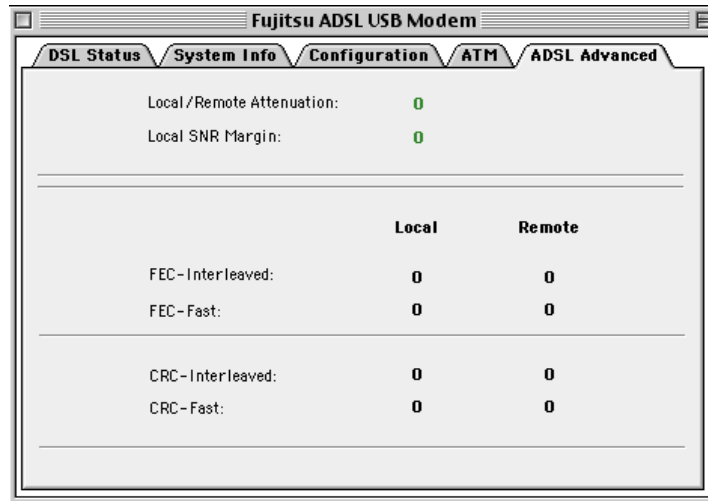 Fujitsu ADSL USB Modem
DSL Status System Info Configuration ATM ADSL Advanced
Local/Remote Attenuation: 0
Local SNR Margin: 0
Local Remote
FEC-Interleaved: 0 0
FEC-Fast: 0 0
CRC-Interleaved: 0 0
CRC-Fast: 0 0